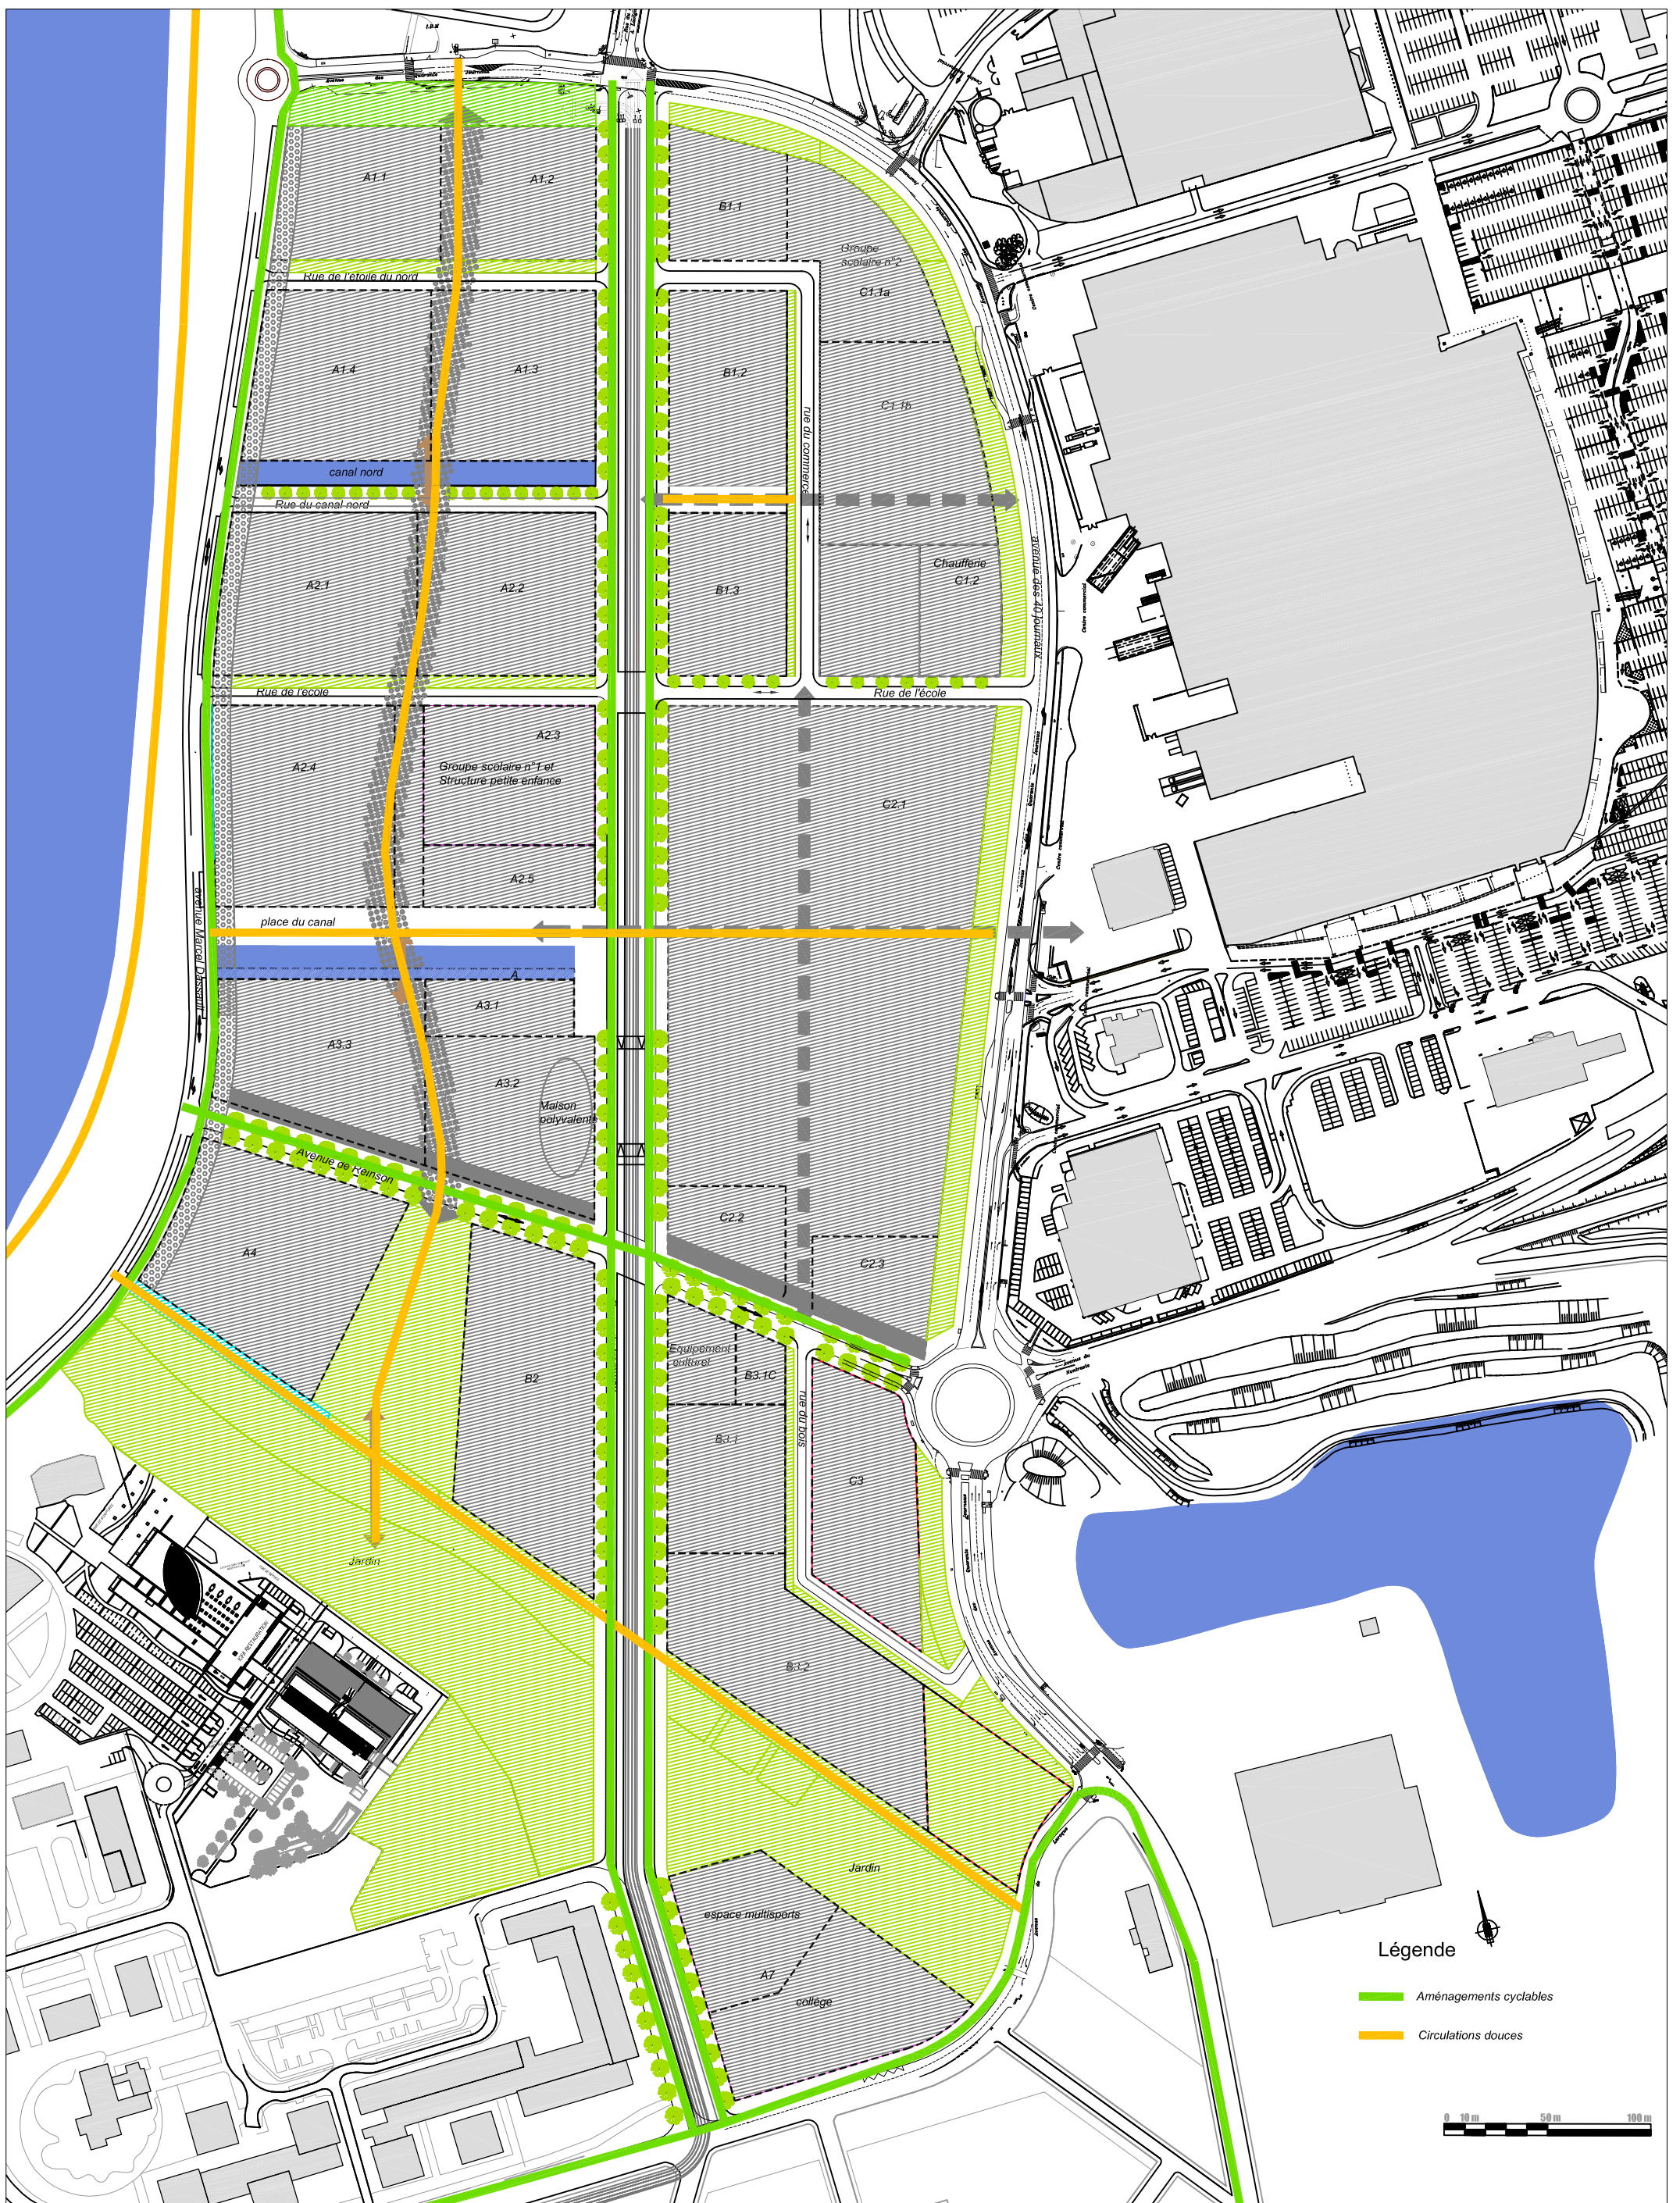 I.B.M
A1.1
A1.2
B1.1
Groupe
scolaire n°2
C1.1a
Rue de l'étoile du nord
A1.4
A1.3
B1.2
C1.1b
rue du commerce
canal nord
Rue du canal nord
avenue des 40 journaux
A2.1
A2.2
B1.3
Chaufferie
C1.2
Centre commercial
Rue de l'école
Rue de l'école
A2.3
A2.4
Groupe scolaire n°1 et
Structure petite enfance
C2.1
A2.5
Centre commercial
avenue Marcel Dassault
place du canal
A
A3.1
A3.3
A3.2
Maison
polyvalente
Avenue de Reinson
C2.2
A4
C2.3
Equipement
culturel
B2
B3.1C
rue du bois
B3.1
C3
Jardin
B3.2
Jardin
espace multisports
A7
collège
Légende
Aménagements cyclables
Circulations douces
0 10 m 50 m 100 m